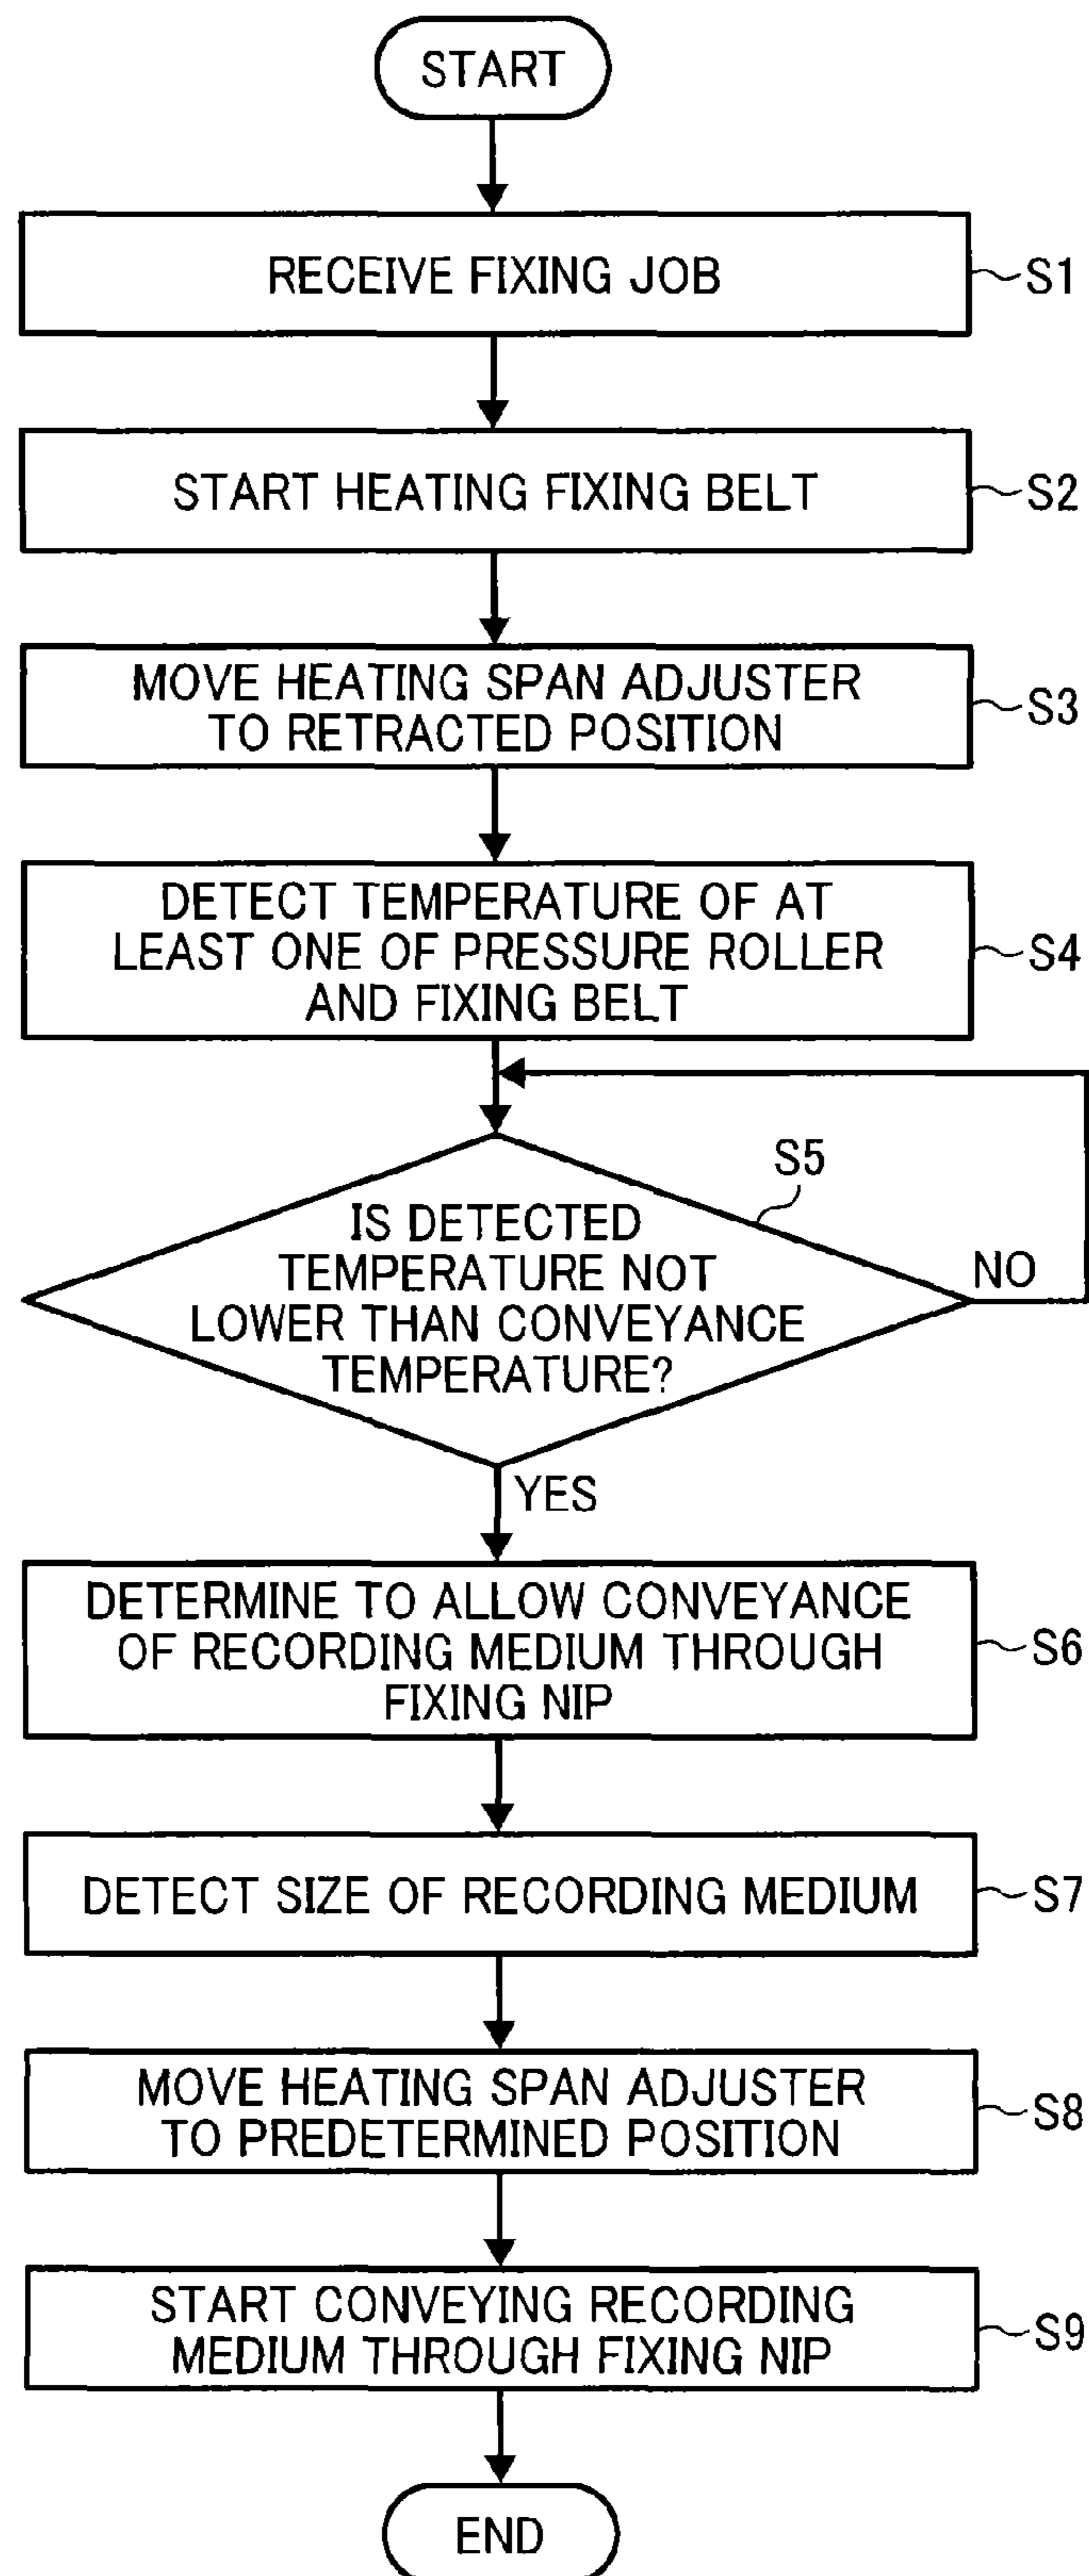 START
RECEIVE FIXING JOB
S1
START HEATING FIXING BELT
S2
MOVE HEATING SPAN ADJUSTER
TO RETRACTED POSITION
S3
DETECT TEMPERATURE OF AT
LEAST ONE OF PRESSURE ROLLER
AND FIXING BELT
S4
S5
IS DETECTED
TEMPERATURE NOT
LOWER THAN CONVEYANCE
TEMPERATURE?
NO
YES
DETERMINE TO ALLOW CONVEYANCE
OF RECORDING MEDIUM THROUGH
FIXING NIP
S6
DETECT SIZE OF RECORDING MEDIUM
S7
MOVE HEATING SPAN ADJUSTER
TO PREDETERMINED POSITION
S8
START CONVEYING RECORDING
MEDIUM THROUGH FIXING NIP
S9
END